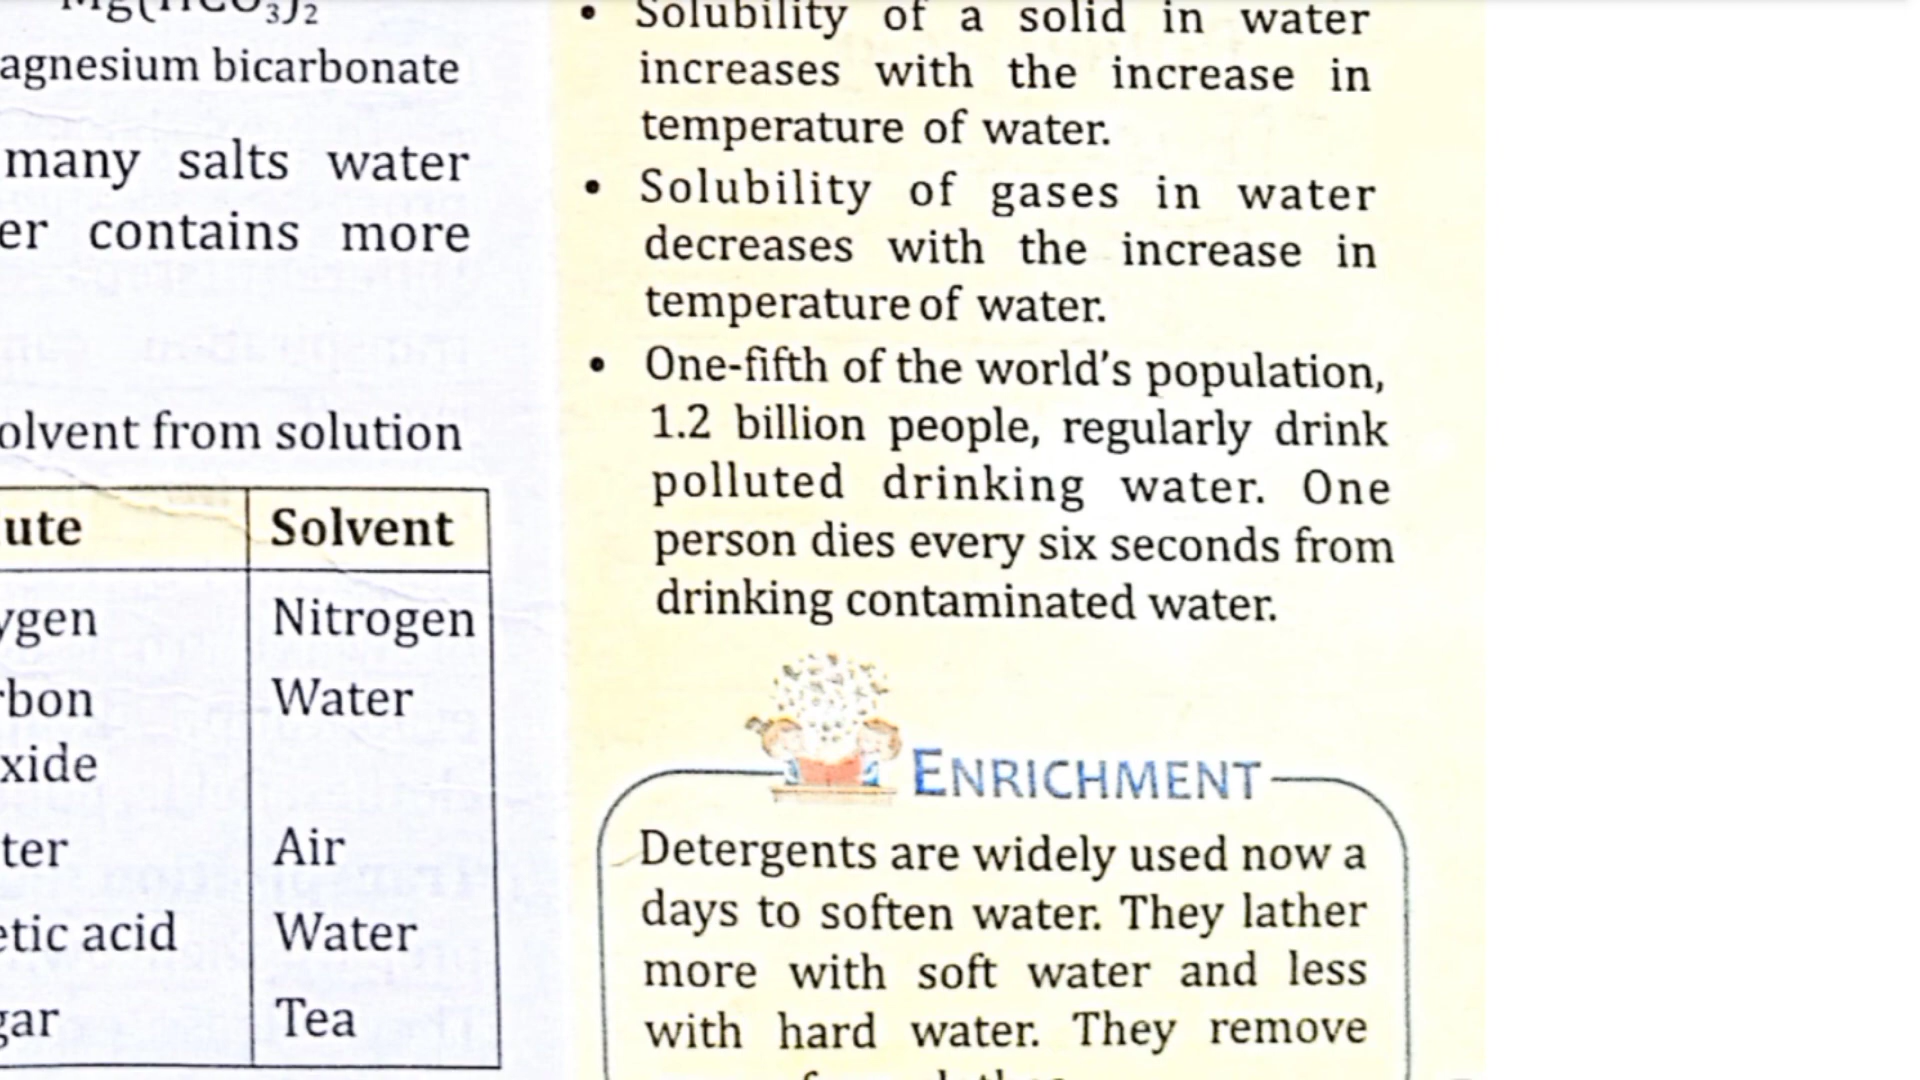 agnesium bicarbonate
many salts water
er contains more
olvent from solution
ute Solvent
ygen Nitrogen
rbon Water
xide
ter Air
etic acid Water
gar Tea
• Solubility of a solid in water
increases with the increase in
temperature of water.
• Solubility of gases in water
decreases with the increase in
temperature of water.
• One-fifth of the world's population,
1.2 billion people, regularly drink
polluted drinking water. One
person dies every six seconds from
drinking contaminated water.
ENRICHMENT
Detergents are widely used now a
days to soften water. They lather
more with soft water and less
with hard water. They remove